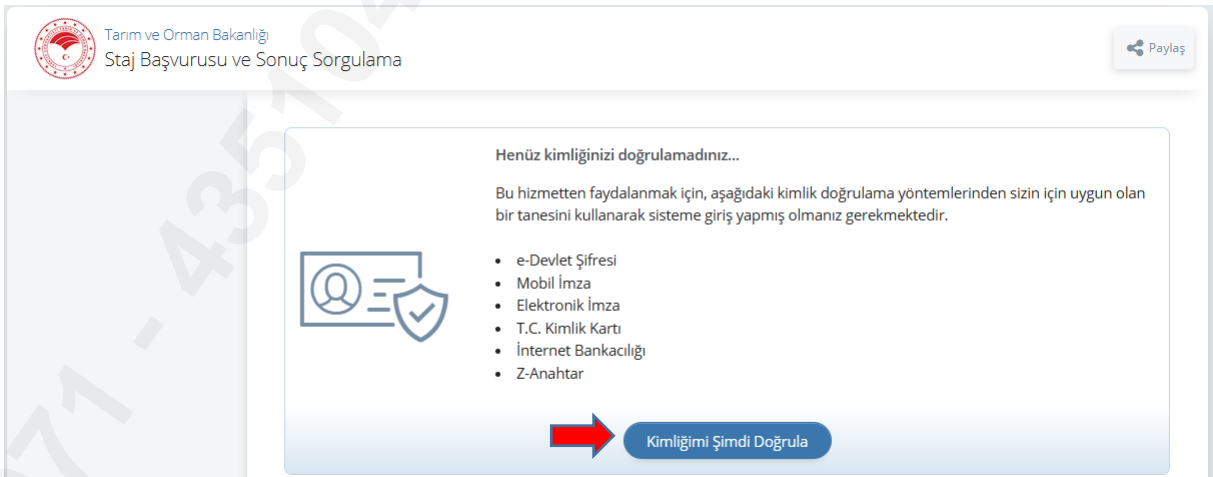 Tarım ve Orman Bakanlığı
Staj Başvurusu ve Sonuç Sorgulama
Paylaş
Henüz kimliğinizi doğrulamadınız...
Bu hizmetten faydalanmak için, aşağıdaki kimlik doğrulama yöntemlerinden sizin için uygun olan
bir tanesini kullanarak sisteme giriş yapmış olmanız gerekmektedir.
• e-Devlet Şifresi
• Mobil İmza
• Elektronik İmza
• T.C. Kimlik Kartı
• İnternet Bankacılığı
• Z-Anahtar
Kimliğimi Şimdi Doğrula